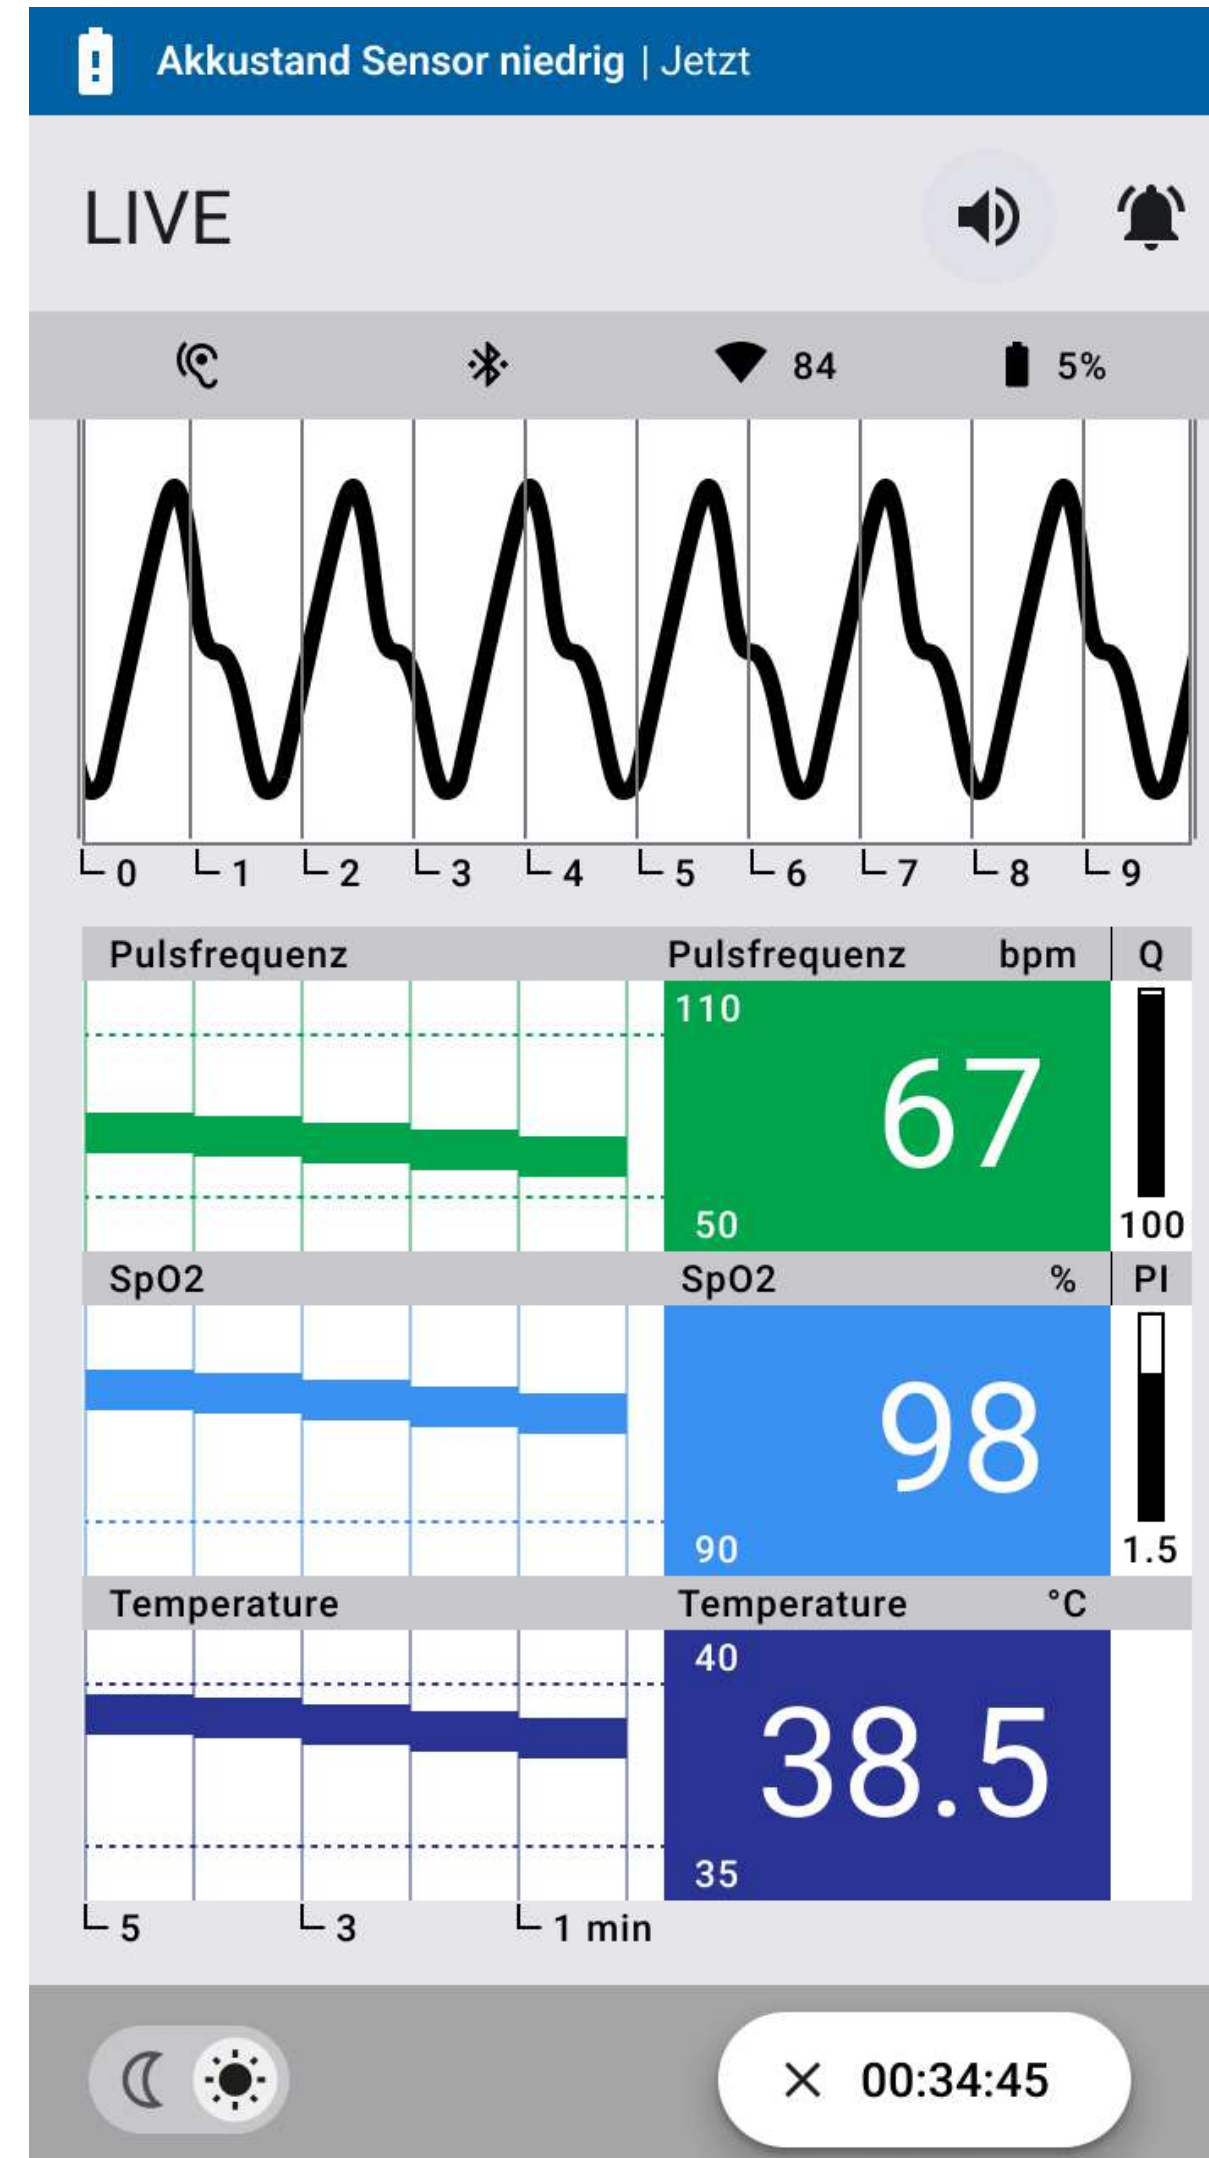 Akkustand Sensor niedrig | Jetzt
LIVE
84 5%
0 1 2 3 4 5 6 7 8 9
Pulsfrequenz Pulsfrequenz bpm Q
110
67
50
100
SpO2 SpO2 % PI
98
90
1.5
Temperature Temperature °C
40
38.5
35
5 3 1 min
00:34:45